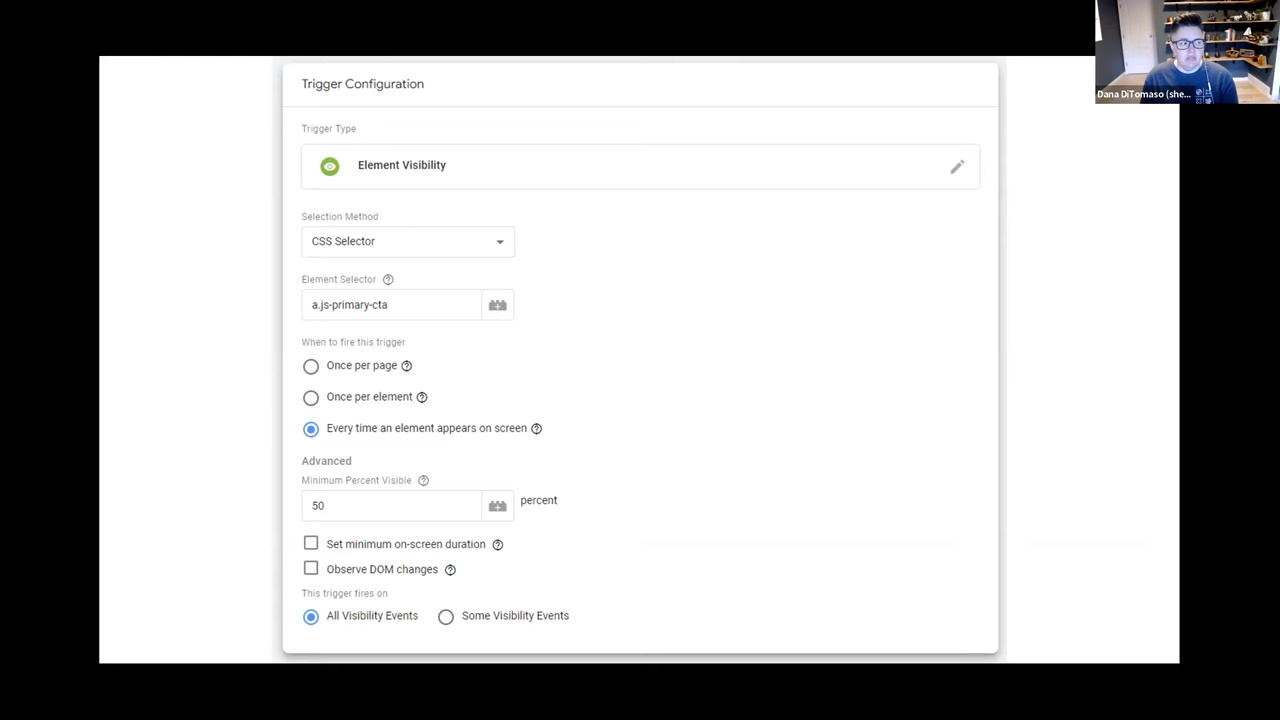 Trigger Configuration
Dana DiTomaso (she...
Trigger Type
Element Visibility
Selection Method
CSS Selector
Element Selector
a.js-primary-cta
When to fire this trigger
Once per page
Once per element
Every time an element appears on screen
Advanced
Minimum Percent Visible
50 percent
Set minimum on-screen duration
Observe DOM changes
This trigger fires on
All Visibility Events Some Visibility Events